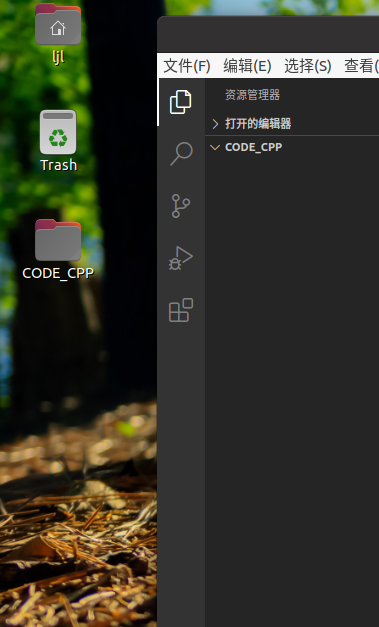 ljl
Trash
CODE_CPP
文件(F) 编辑(E) 选择(S) 查看(
资源管理器
打开的编辑器
CODE_CPP